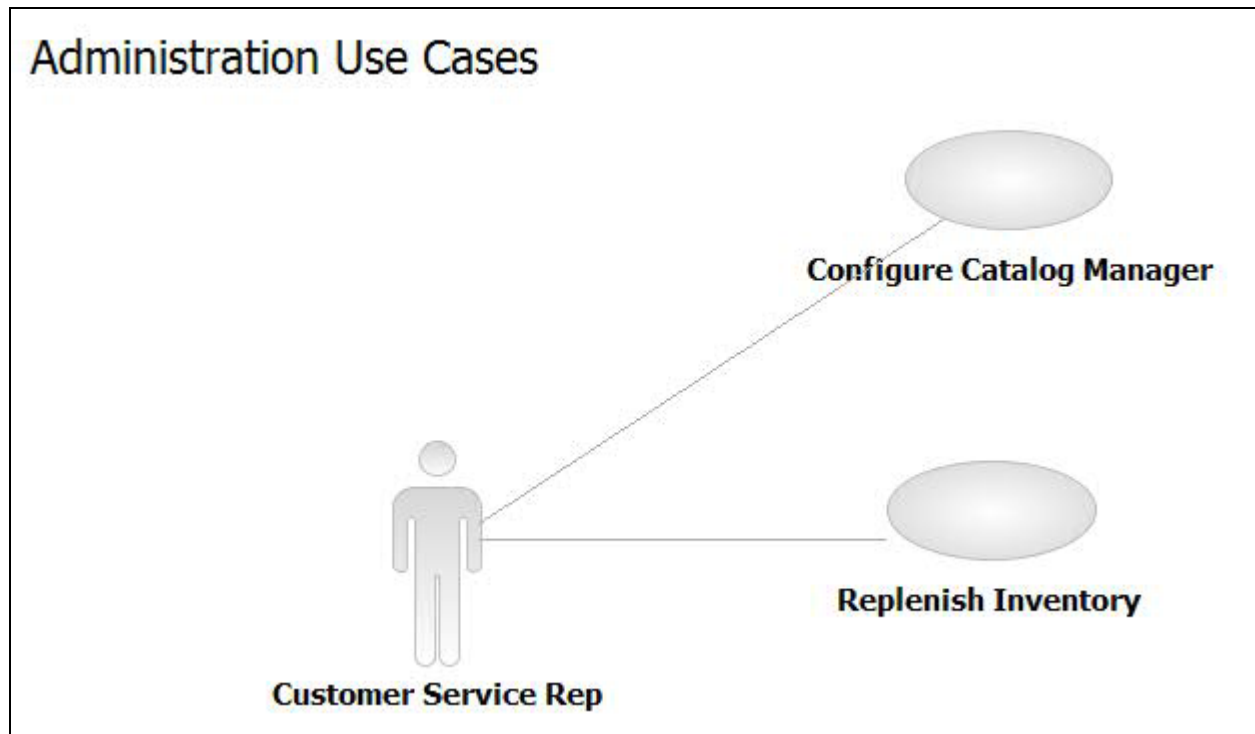 Administration Use Cases
Configure Catalog Manager
Replenish Inventory
Customer Service Rep